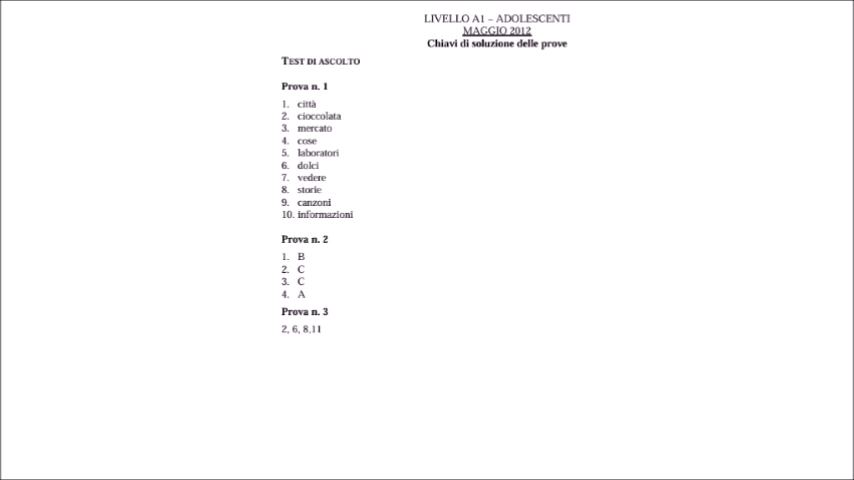 LIVELLO A1 – ADOLESCENTI
MAGGIO 2012
Chiavi di soluzione delle prove
TEST DI ASCOLTO
Prova n. 1
1. città
2. cioccolata
3. mercato
4. cose
5. laboratori
6. dolci
7. vedere
8. storie
9. canzoni
10. informazioni
Prova n. 2
1. B
2. C
3. C
4. A
Prova n. 3
2, 6, 8,11